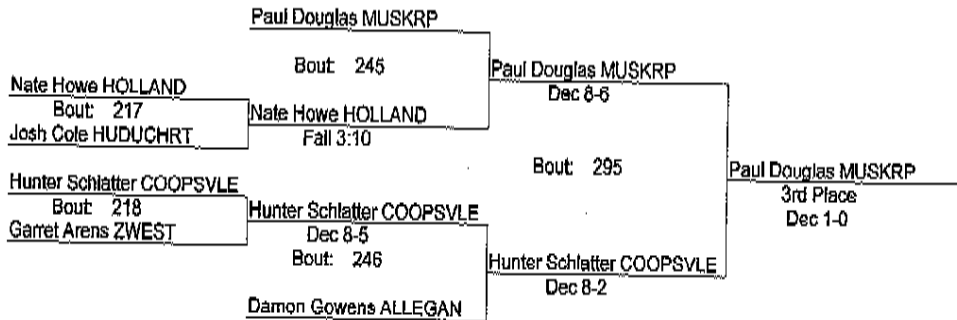 Paul Douglas MUSKRP
Bout: 245
Paul Douglas MUSKRP
Dec 8-6
Nate Howe HOLLAND
Bout: 217
Josh Cole HUDUCHRT
Nate Howe HOLLAND
Fall 3:10
Bout: 295
Paul Douglas MUSKRP
3rd Place
Dec 1-0
Hunter Schlatter COOPSVLE
Bout: 218
Garret Arens ZWEST
Hunter Schlatter COOPSVLE
Dec 8-5
Bout: 246
Hunter Schlatter COOPSVLE
Dec 8-2
Damon Gowens ALLEGAN